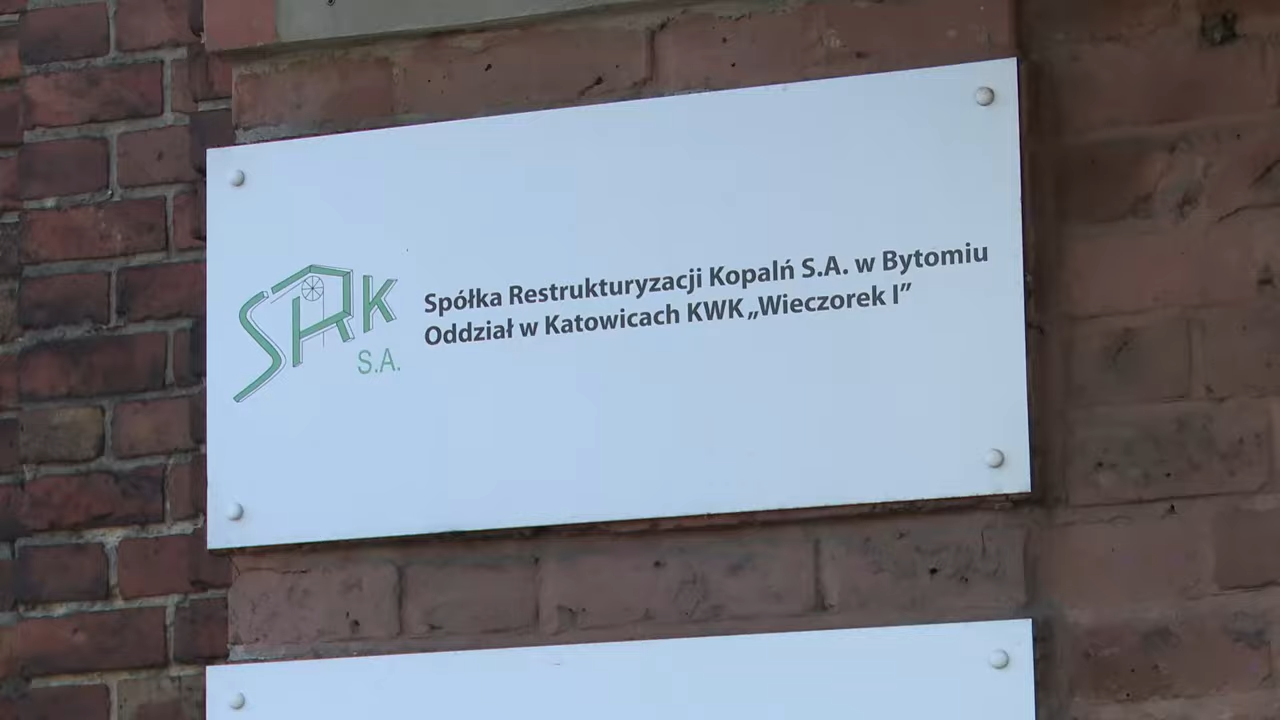 SRK
S.A.
Spółka Restrukturyzacji Kopalń S.A. w Bytomiu
Oddział w Katowicach KWK „Wieczorek I”